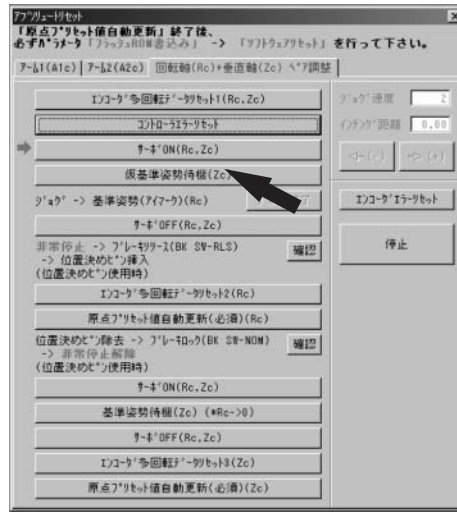 ｱﾌﾞｿﾘｭｰﾄﾘｾｯﾄ
「原点ﾌﾟﾘｾｯﾄ値自動更新」終了後、
必ずﾊﾟﾗﾒｰﾀ「ﾌﾗｯｼｭROM書込み」 -> 「ｿﾌﾄｳｪｱﾘｾｯﾄ」を行って下さい。
ｱｰﾑ1(A1c) ｱｰﾑ2(A2c) 回転軸(Rc)+垂直軸(Zc) ﾍﾟｱ調整
ｴﾝｺｰﾀﾞ多回転ﾃﾞｰﾀﾘｾｯﾄ1(Rc,Zc)
ｺﾝﾄﾛｰﾗｴﾗｰﾘｾｯﾄ
ｻｰﾎﾞON(Rc,Zc)
仮基準姿勢待機(Zc)
ｼﾞｮｸﾞ -> 基準姿勢(ｱｲﾏｰｸ)(Rc)
ｻｰﾎﾞOFF(Rc,Zc)
非常停止 -> ﾌﾞﾚｰｷﾘﾘｰｽ(BK SW-RLS)
-> 位置決めﾋﾟﾝ挿入
(位置決めﾋﾟﾝ使用時)
確認
ｴﾝｺｰﾀﾞ多回転ﾃﾞｰﾀﾘｾｯﾄ2(Rc)
原点ﾌﾟﾘｾｯﾄ値自動更新(必須)(Rc)
位置決めﾋﾟﾝ除去 -> ﾌﾞﾚｰｷﾛｯｸ(BK SW-NOM)
-> 非常停止解除
(位置決めﾋﾟﾝ使用時)
確認
ｻｰﾎﾞON(Rc,Zc)
基準姿勢待機(Zc) (*Rc->0)
ｻｰﾎﾞOFF(Rc,Zc)
ｴﾝｺｰﾀﾞ多回転ﾃﾞｰﾀﾘｾｯﾄ3(Zc)
原点ﾌﾟﾘｾｯﾄ値自動更新(必須)(Zc)
ｼﾞｮｸﾞ速度 2
ｲﾝﾁﾝｸﾞ距離 0.00
<-(-) ->(+)
ｴﾝｺｰﾀﾞｴﾗｰﾘｾｯﾄ
停止